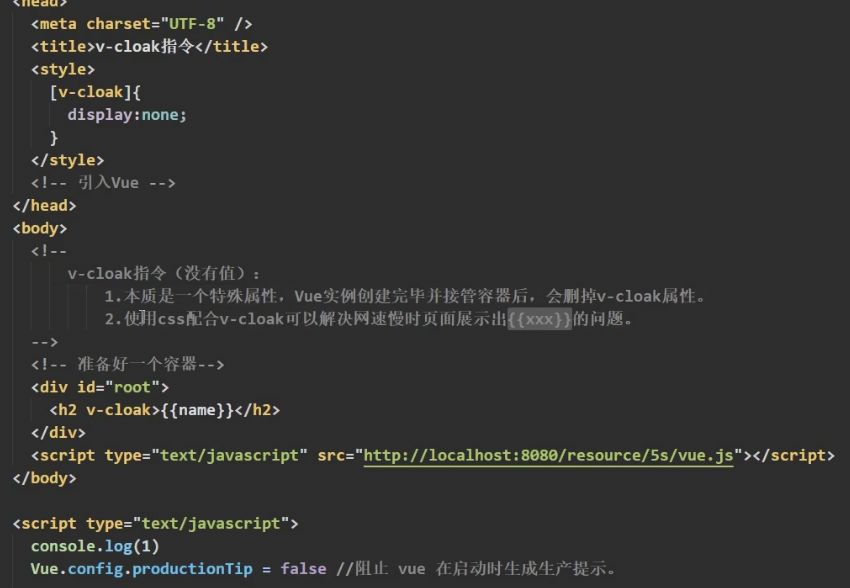 <head>
<meta charset="UTF-8" />
<title>v-cloak指令</title>
<style>
[v-cloak]{
display:none;
}
</style>
<!-- 引入Vue -->
</head>
<body>
<!--
v-cloak指令（没有值）：
1.本质是一个特殊属性，Vue实例创建完毕并接管容器后，会删掉v-cloak属性。
2.使用css配合v-cloak可以解决网速慢时页面展示出{{xxx}}的问题。
-->
<!-- 准备好一个容器-->
<div id="root">
<h2 v-cloak>{{name}}</h2>
</div>
<script type="text/javascript" src="http://localhost:8080/resource/5s/vue.js"></script>
</body>
<script type="text/javascript">
console.log(1)
Vue.config.productionTip = false //阻止 vue 在启动时生成生产提示。